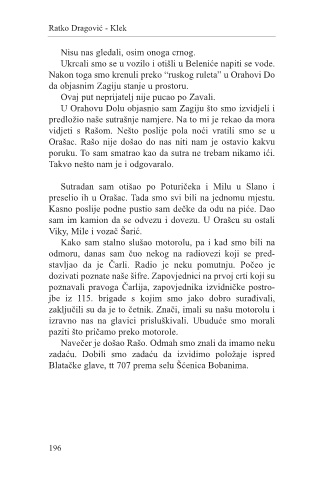 Ratko Dragović - Klek
Nisu nas gledali, osim onoga crnog.
Ukrcali smo se u vozilo i otišli u Beleniće napiti se vode.
Nakon toga smo krenuli preko “ruskog ruleta” u Orahovi Do
da objasnim Zagiju stanje u prostoru.
Ovaj put neprijatelj nije pucao po Zavali.
U Orahovu Dolu objasnio sam Zagiju što smo izvidjeli i
predložio naše sutrašnje namjere. Na to mi je rekao da mora
vidjeti s Rašom. Nešto poslije pola noći vratili smo se u
Orašac. Rašo nije došao do nas niti nam je ostavio kakvu
poruku. To sam smatrao kao da sutra ne trebam nikamo ići.
Takvo nešto nam je i odgovaralo.
Sutradan sam otišao po Poturičeka i Milu u Slano i
preselio ih u Orašac. Tada smo svi bili na jednomu mjestu.
Kasno poslije podne pustio sam dečke da odu na piće. Dao
sam im kamion da se odvezu i dovezu. U Orašcu su ostali
Viky, Mile i vozač Šarić.
Kako sam stalno slušao motorolu, pa i kad smo bili na
odmoru, danas sam čuo nekog na radiovezi koji se pred-
stavljao da je Čarli. Radio je neku pomutnju. Počeo je
dozivati poznate naše šifre. Zapovjednici na prvoj crti koji su
poznavali pravoga Čarlija, zapovjednika izvidničke postro-
jbe iz 115. brigade s kojim smo jako dobro surađivali,
zaključili su da je to četnik. Znači, imali su našu motorolu i
izravno nas na glavici prisluškivali. Ubuduće smo morali
paziti što pričamo preko motorole.
Navečer je došao Rašo. Odmah smo znali da imamo neku
zadaću. Dobili smo zadaću da izvidimo položaje ispred
Blatačke glave, tt 707 prema selu Šćenica Bobanima.
196